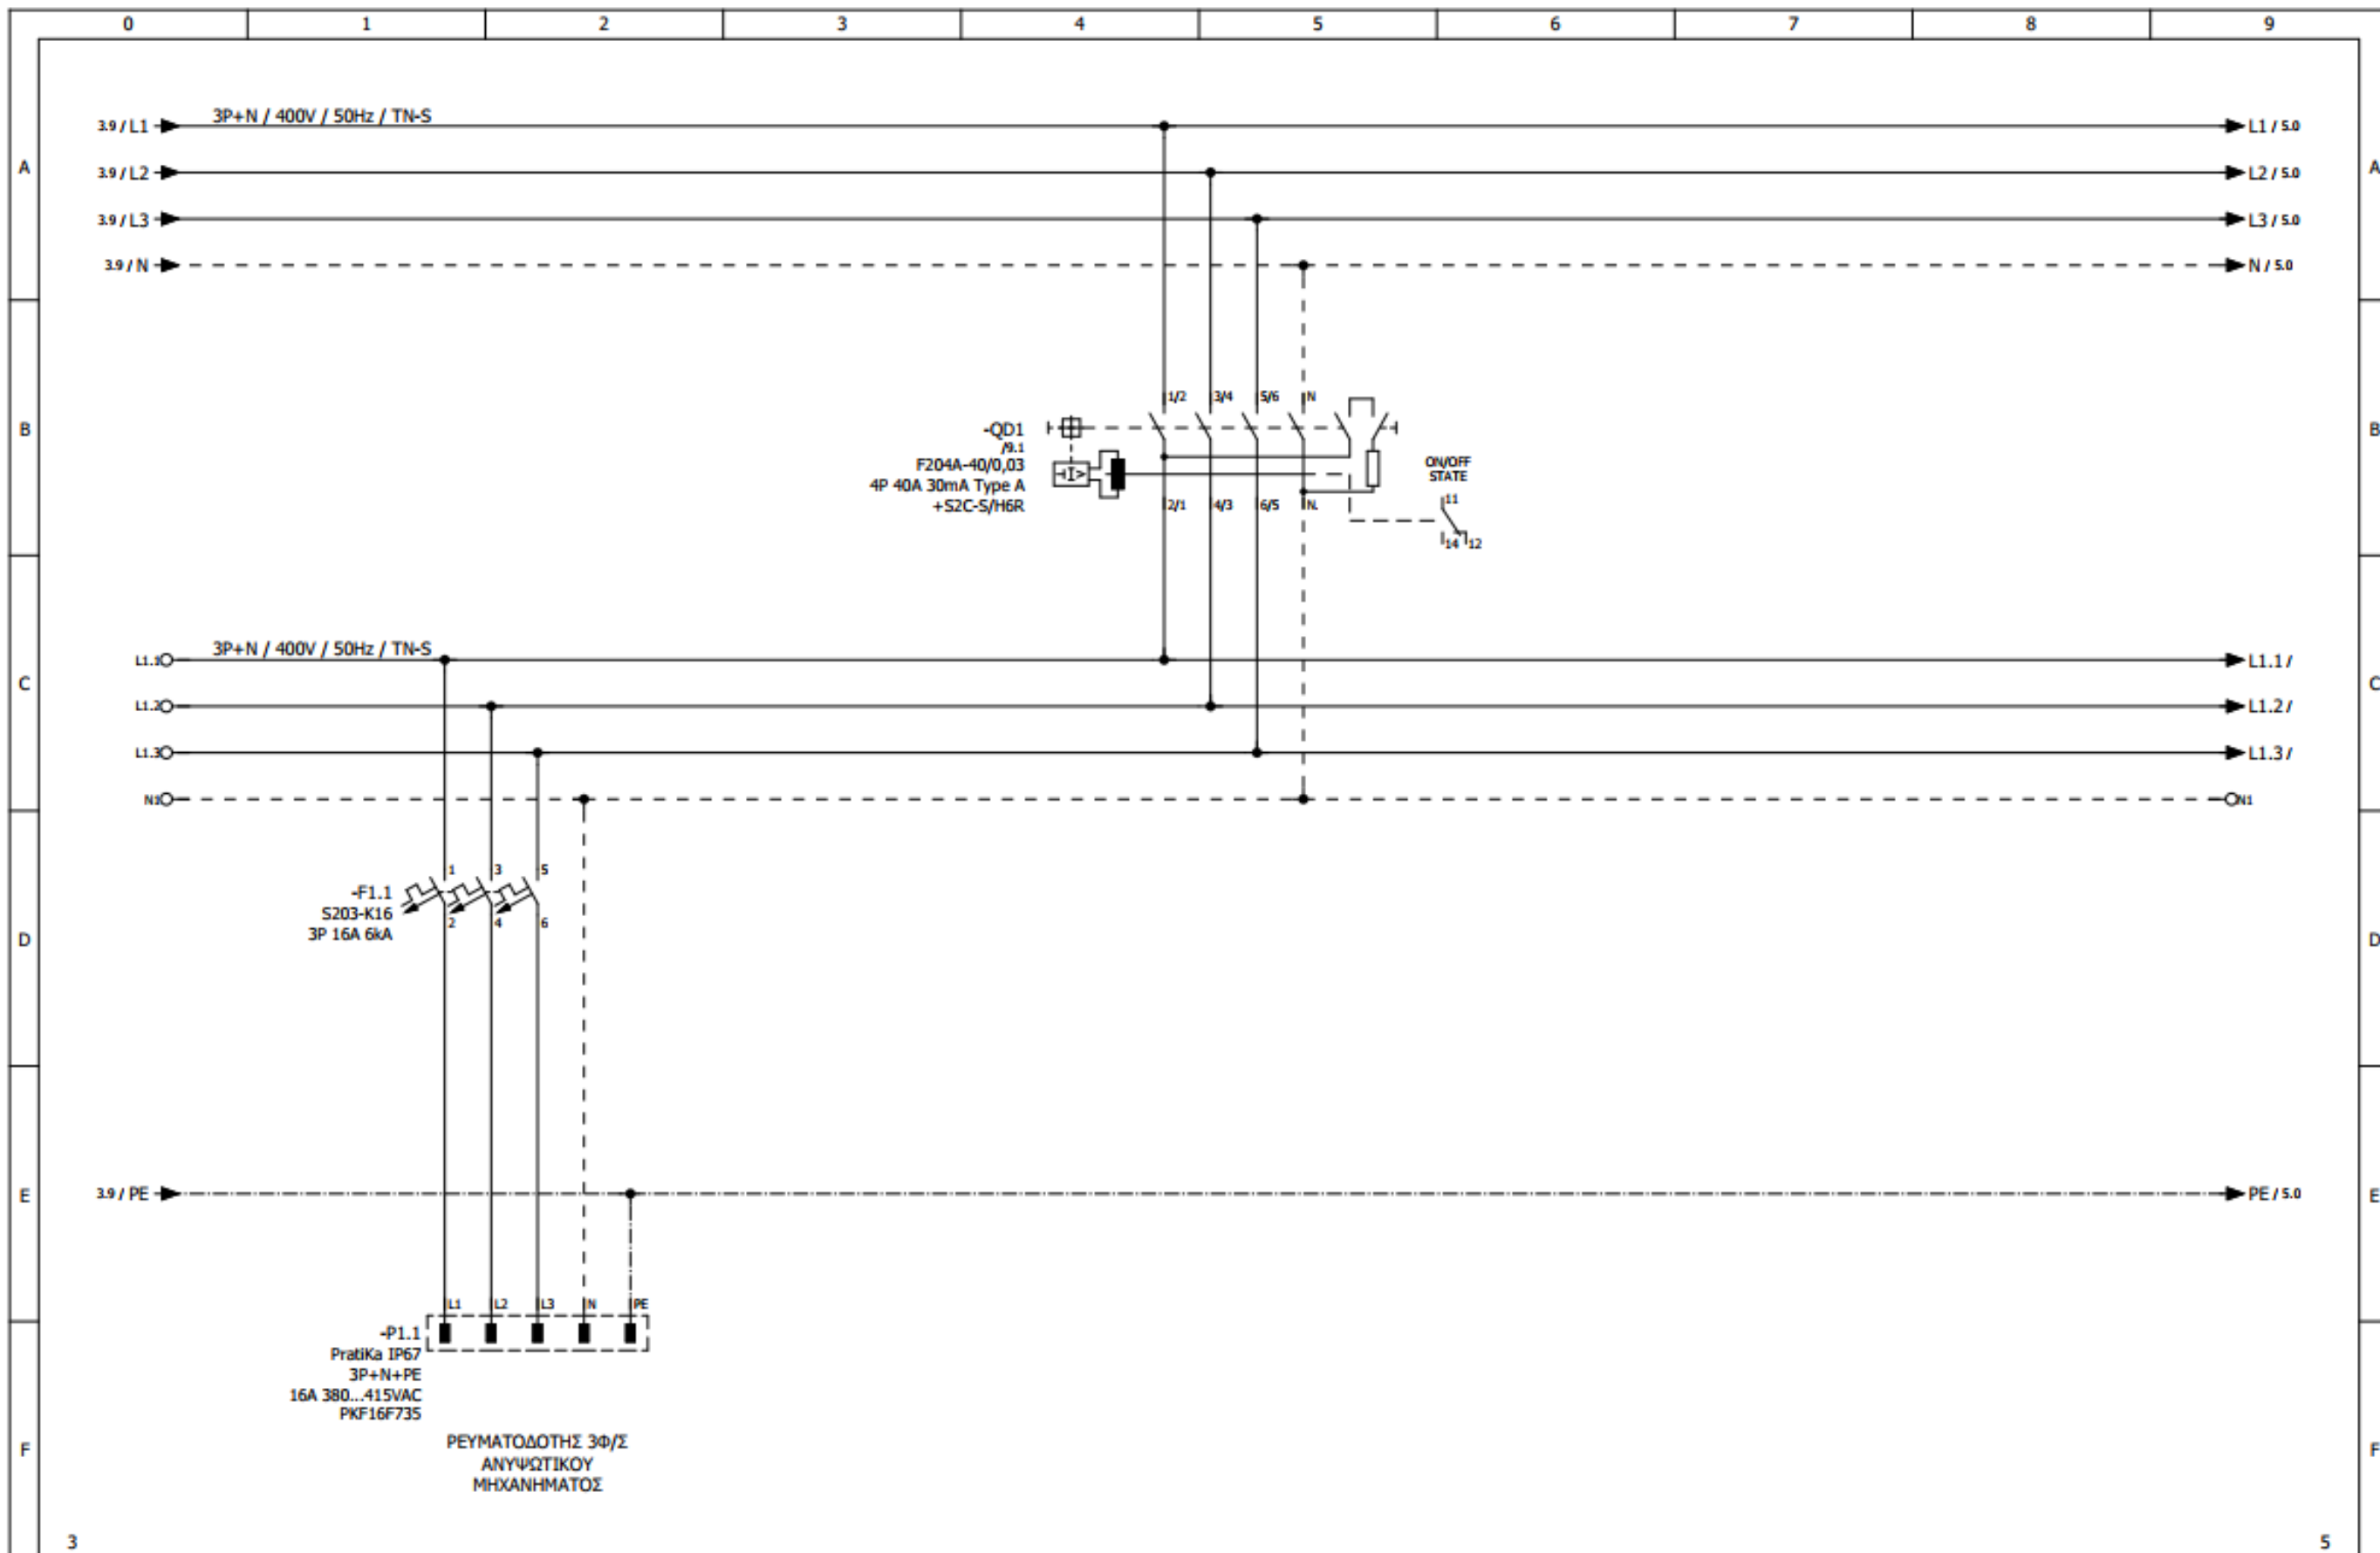 0 1 2 3 4 5 6 7 8 9
3P+N / 400V / 50Hz / TN-S
3.9 / L1 L1 / 5.0
A A
3.9 / L2 L2 / 5.0
3.9 / L3 L3 / 5.0
3.9 / N N / 5.0
1/2 3/4 5/6 N
B B
-QD1
/9.1
F204A-40/0,03
4P 40A 30mA Type A
+S2C-S/H6R
I>
2/1 4/3 6/5 N.
ON/OFF
STATE
11
14 12
3P+N / 400V / 50Hz / TN-S
L1.1 L1.1 /
C C
L1.2 L1.2 /
L1.3 L1.3 /
N1 N1
1 3 5
-F1.1
S203-K16
3P 16A 6kA
2 4 6
D D
3.9 / PE PE / 5.0
E E
L1 L2 L3 N PE
-P1.1
PratiKa IP67
3P+N+PE
16A 380...415VAC
PKF16F735
ΡΕΥΜΑΤΟΔΟΤΗΣ 3Φ/Σ
ΑΝΥΨΩΤΙΚΟΥ
ΜΗΧΑΝΗΜΑΤΟΣ
F F
3 5